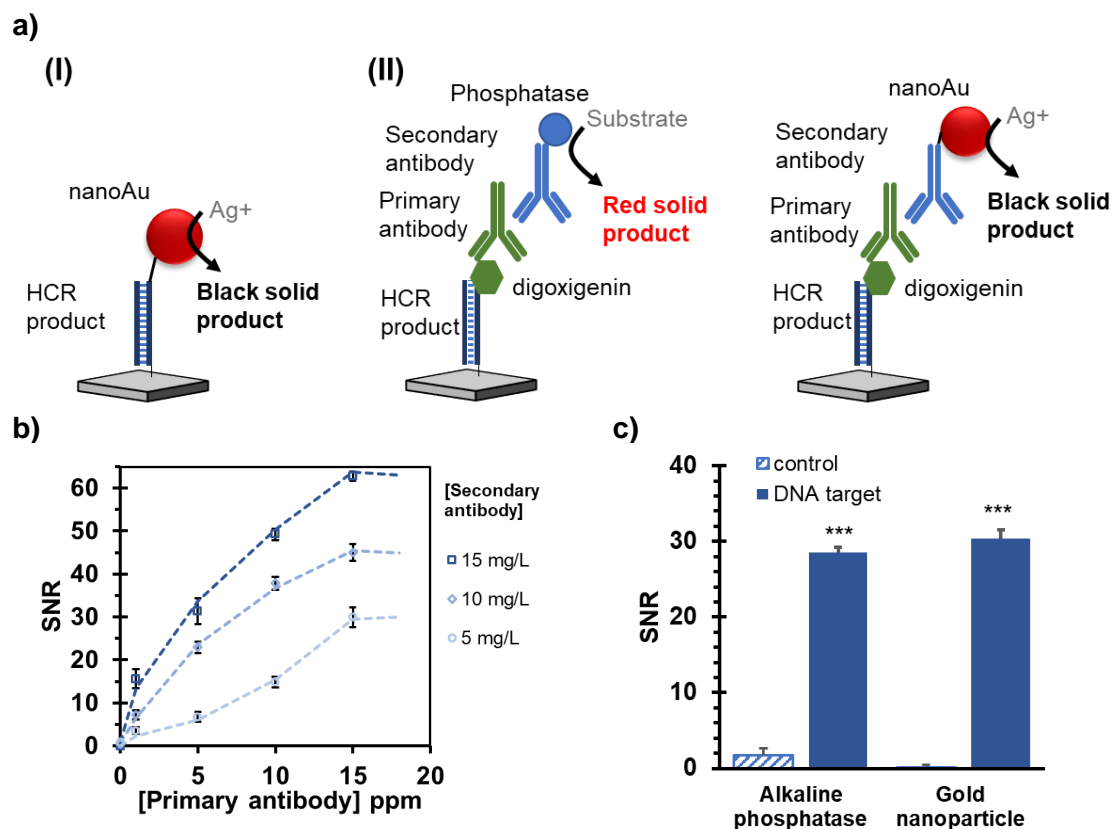 a)
(I)
nanoAu
Ag+
HCR
product
Black solid
product
(II)
Phosphatase
Substrate
Secondary
antibody
Primary
antibody
Red solid
product
digoxigenin
HCR
product
nanoAu
Ag+
Secondary
antibody
Primary
antibody
Black solid
product
digoxigenin
HCR
product
b)
SNR
60
50
40
30
20
10
0
0
5
10
15
20
[Primary antibody] ppm
[Secondary
antibody]
15 mg/L
10 mg/L
5 mg/L
c)
SNR
40
30
20
10
0
control
DNA target
***
***
Alkaline
phosphatase
Gold
nanoparticle